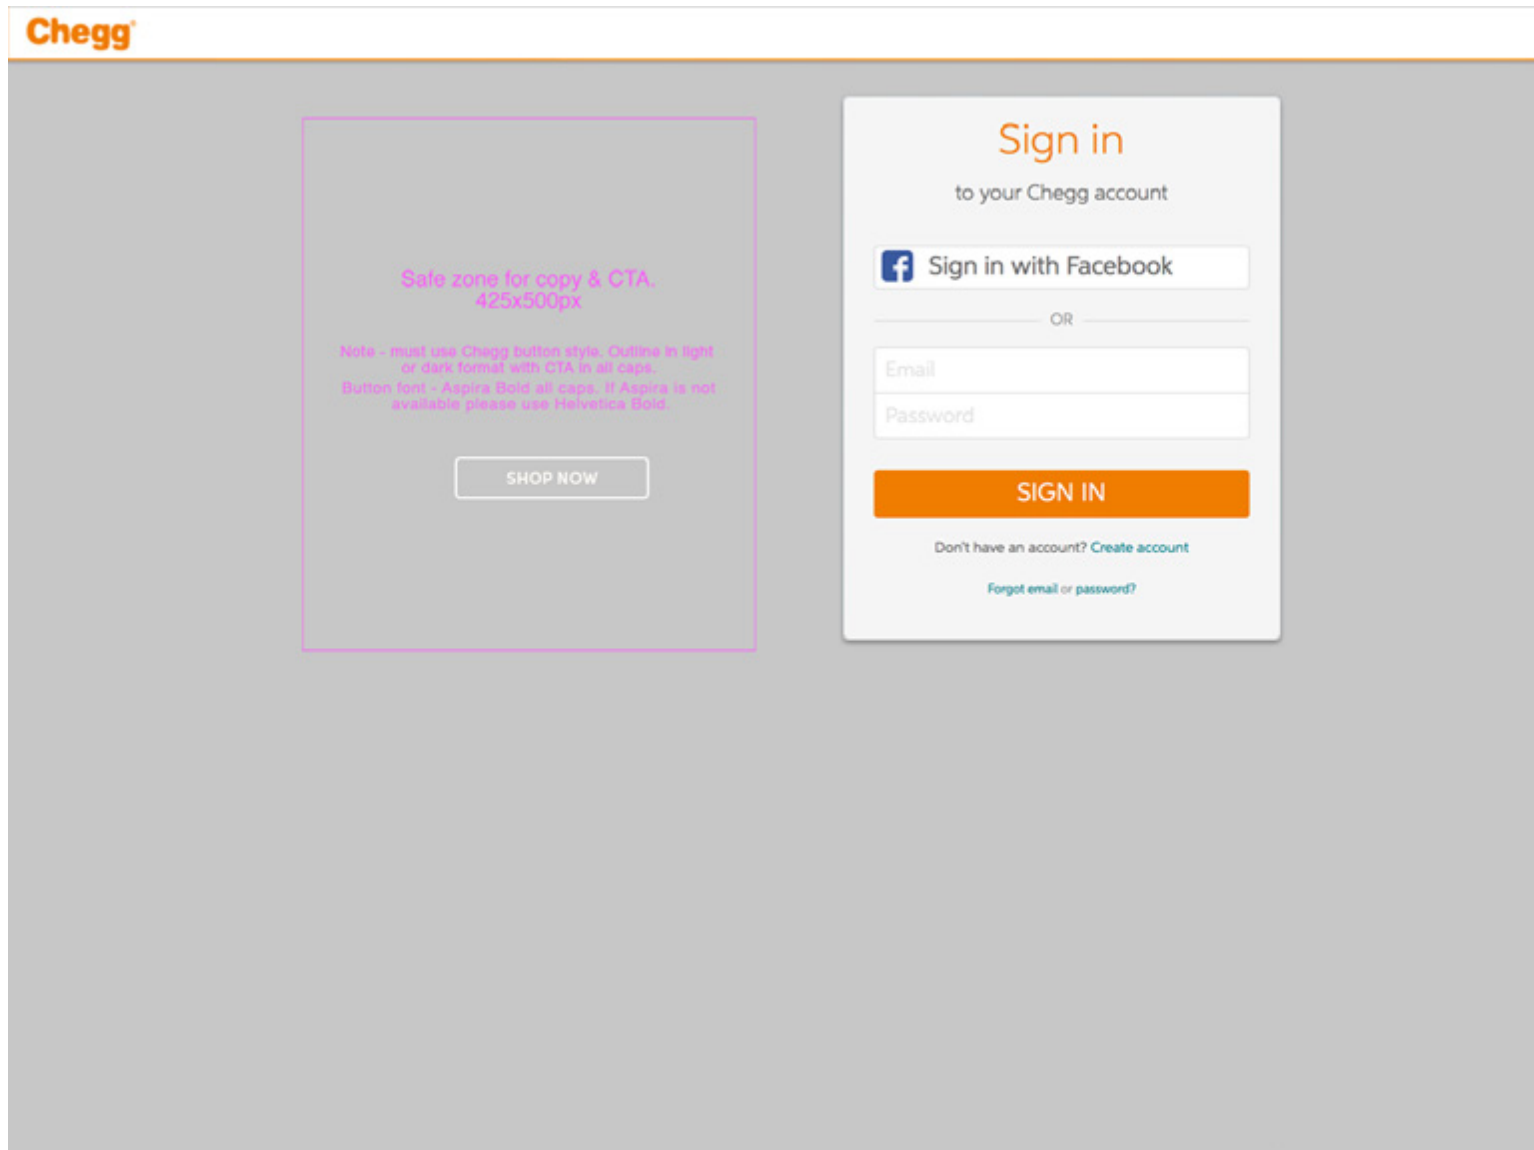 Chegg®
Safe zone for copy & CTA.
425x500px
Note - must use Chegg button style. Outline in light
or dark format with CTA in all caps.
Button font - Aspira Bold all caps. If Aspira is not
available please use Helvetica Bold.
SHOP NOW
Sign in
to your Chegg account
f Sign in with Facebook
OR
Email
Password
SIGN IN
Don't have an account? Create account
Forgot email or password?